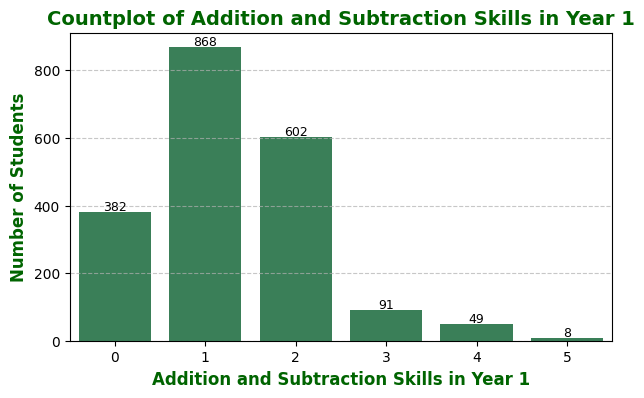 Countplot of Addition and Subtraction Skills in Year 1
Number of Students
800
600
400
200
0
382
868
602
91
49
8
0 1 2 3 4 5
Addition and Subtraction Skills in Year 1